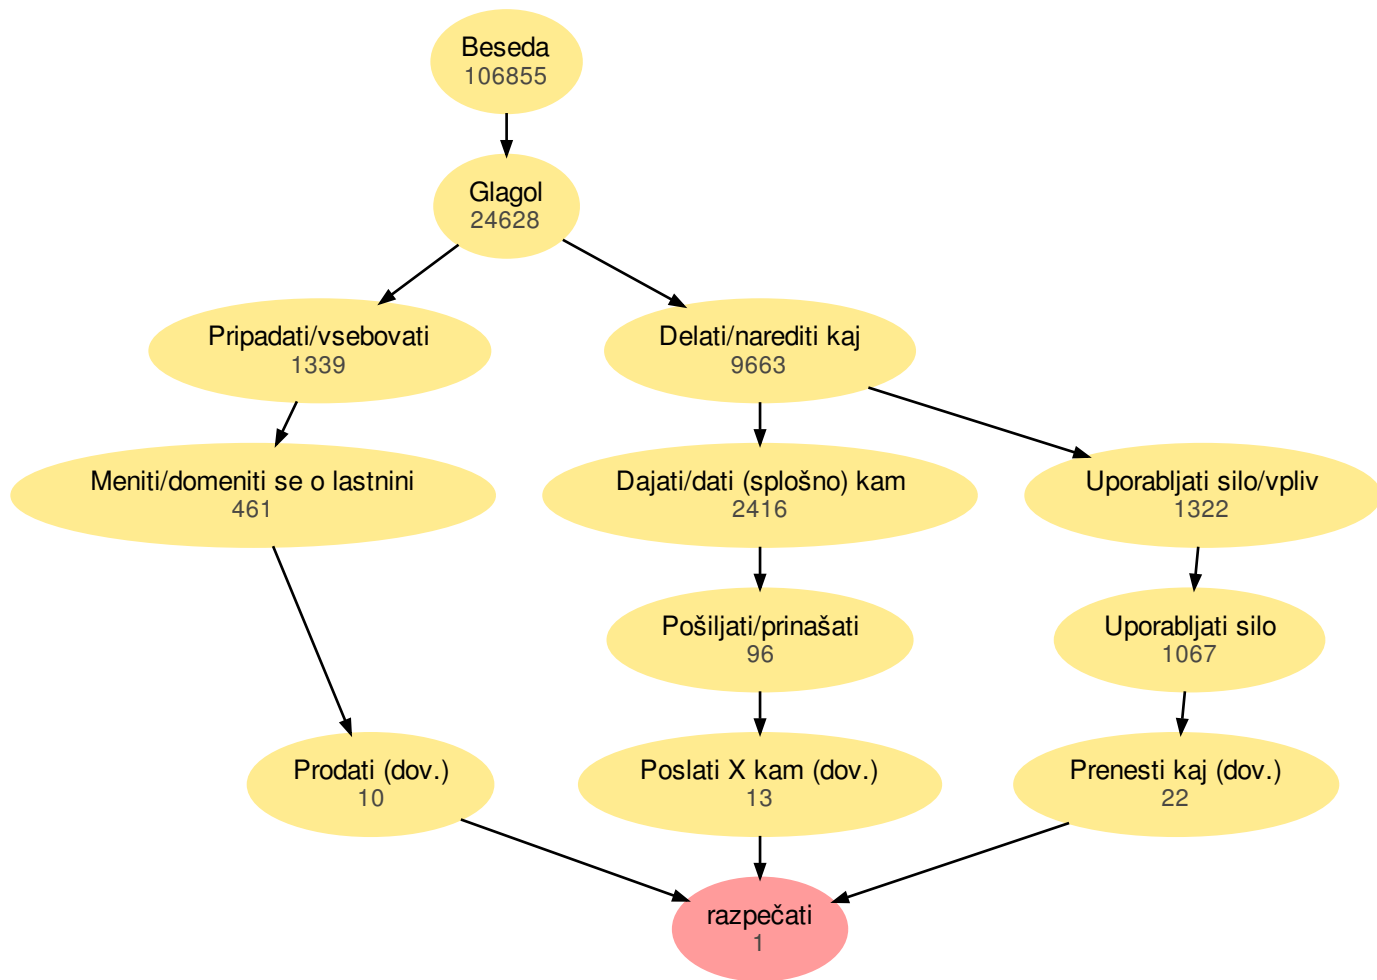 Beseda
106855
Glagol
24628
Pripadati/vsebovati
1339
Delati/narediti kaj
9663
Meniti/domeniti se o lastnini
461
Dajati/dati (splošno) kam
2416
Uporabljati silo/vpliv
1322
Pošiljati/prinašati
96
Uporabljati silo
1067
Prodati (dov.)
10
Poslati X kam (dov.)
13
Prenesti kaj (dov.)
22
razpečati
1